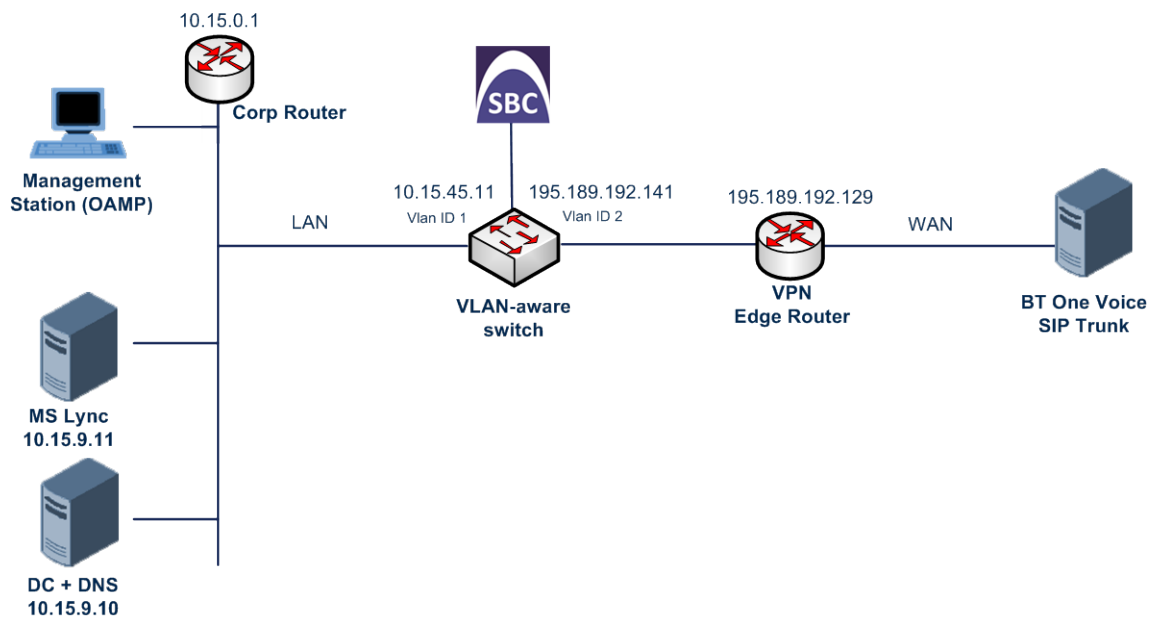 10.15.0.1
Corp Router
SBC
Management
Station (OAMP)
10.15.45.11
195.189.192.141
Vlan ID 1
Vlan ID 2
195.189.192.129
LAN
WAN
VLAN-aware
switch
VPN
Edge Router
BT One Voice
SIP Trunk
MS Lync
10.15.9.11
DC + DNS
10.15.9.10